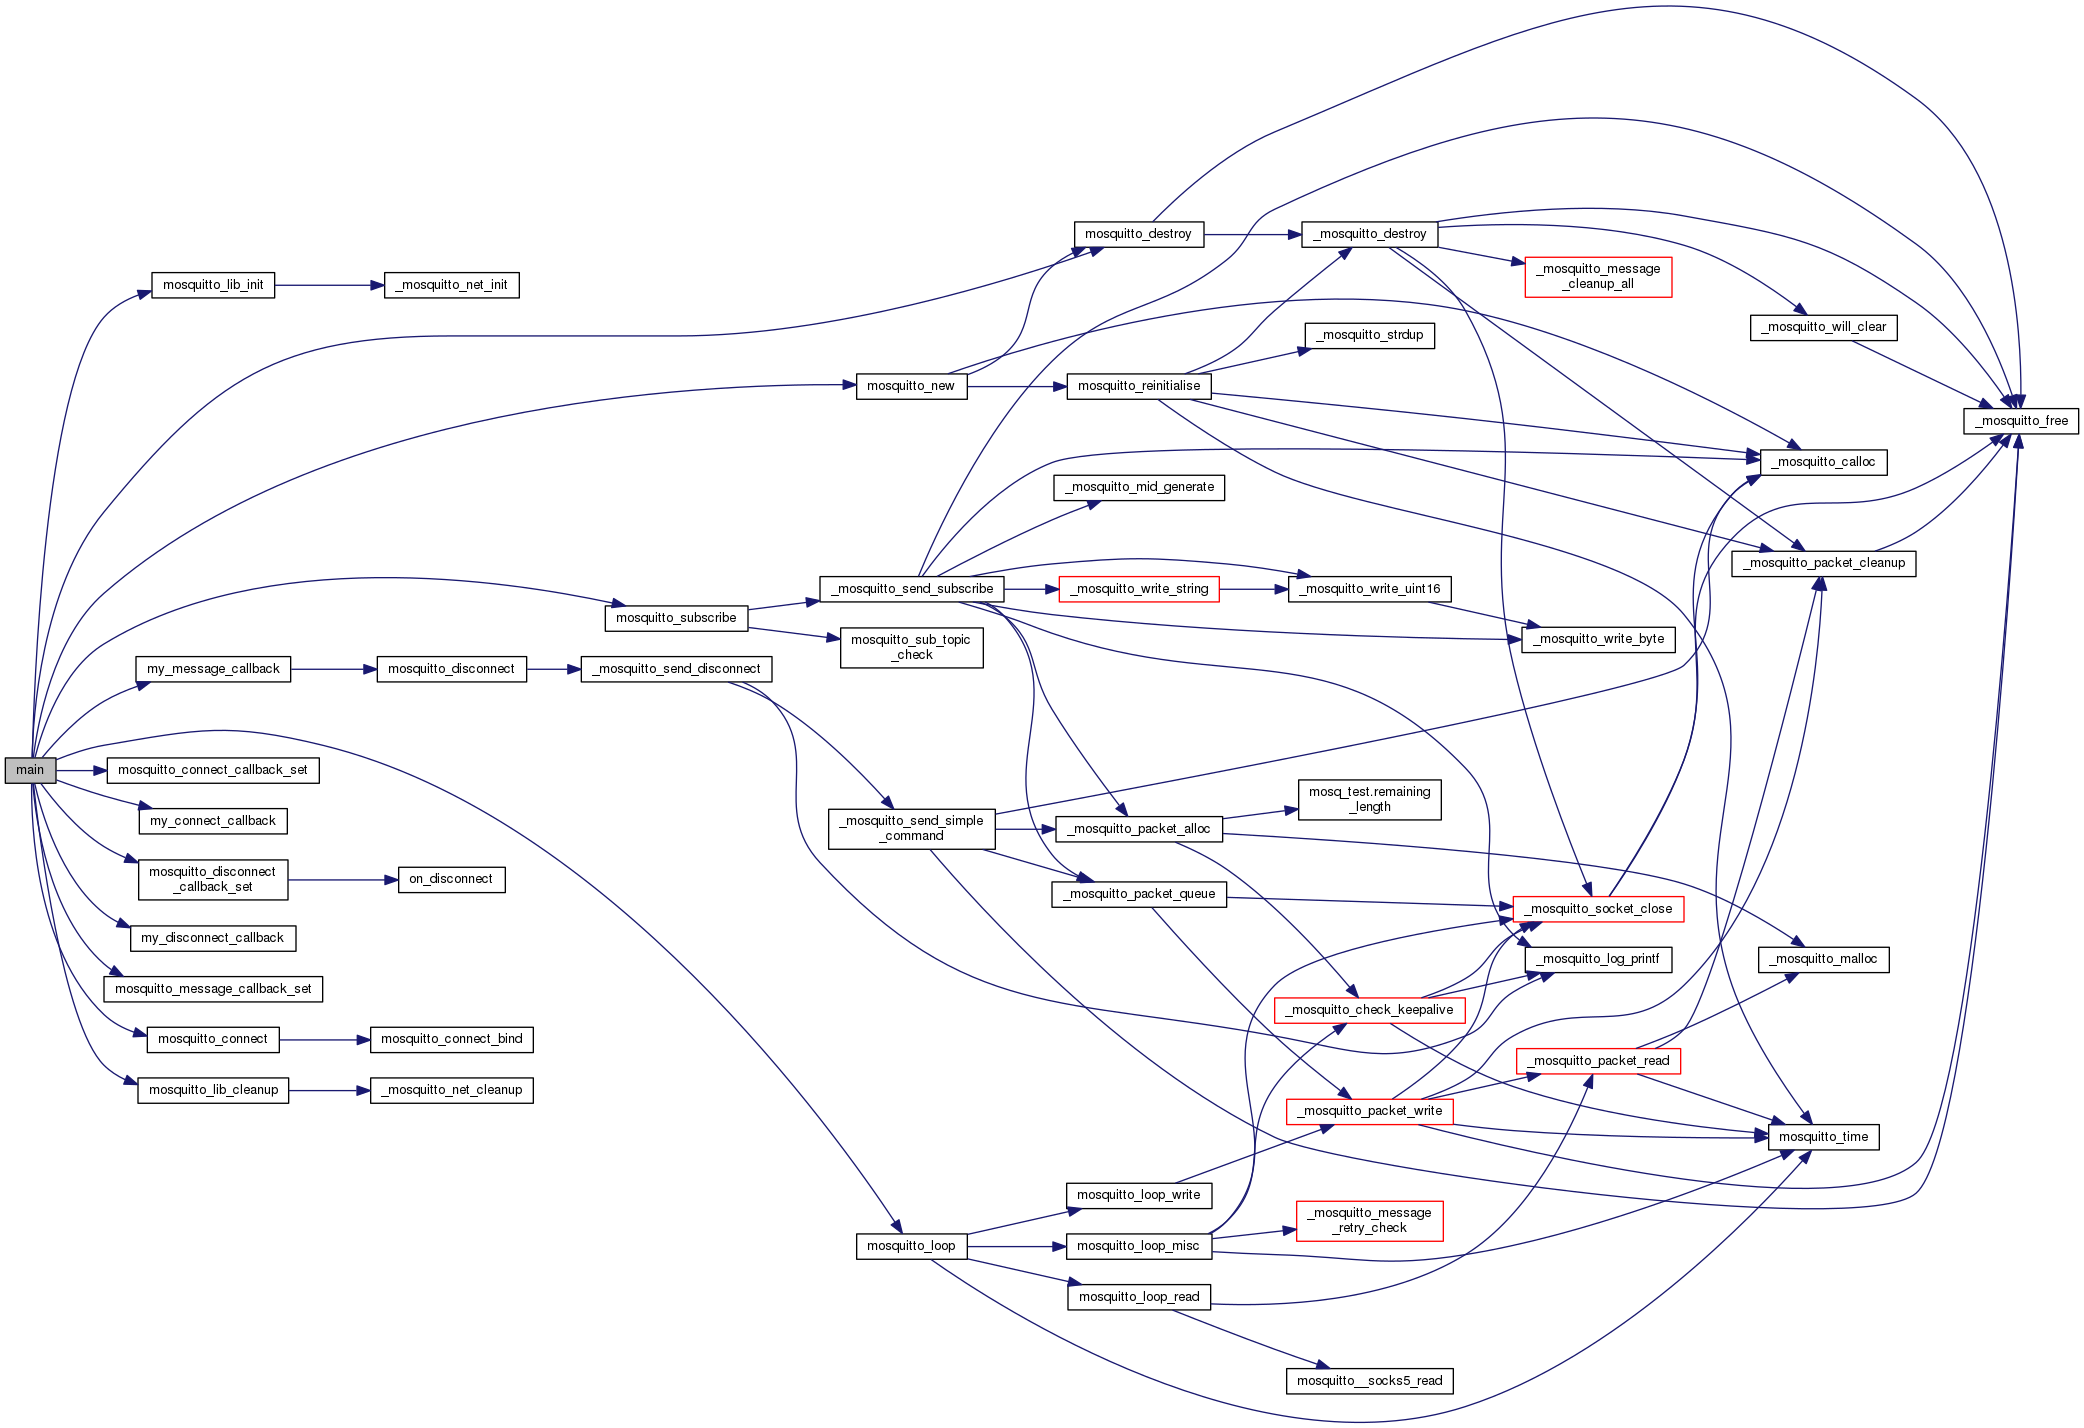 main
mosquitto_lib_init
_mosquitto_net_init
mosquitto_destroy
_mosquitto_destroy
_mosquitto_message
_cleanup_all
_mosquitto_will_clear
_mosquitto_strdup
mosquitto_new
mosquitto_reinitialise
_mosquitto_free
_mosquitto_calloc
_mosquitto_mid_generate
_mosquitto_packet_cleanup
_mosquitto_send_subscribe
_mosquitto_write_string
_mosquitto_write_uint16
mosquitto_subscribe
_mosquitto_write_byte
mosquitto_sub_topic
_check
my_message_callback
mosquitto_disconnect
_mosquitto_send_disconnect
mosquitto_connect_callback_set
my_connect_callback
mosq_test.remaining
_length
_mosquitto_send_simple
_command
_mosquitto_packet_alloc
mosquitto_disconnect
_callback_set
on_disconnect
_mosquitto_packet_queue
_mosquitto_socket_close
my_disconnect_callback
_mosquitto_log_printf
_mosquitto_malloc
mosquitto_message_callback_set
_mosquitto_check_keepalive
mosquitto_connect
mosquitto_connect_bind
_mosquitto_packet_read
mosquitto_lib_cleanup
_mosquitto_net_cleanup
_mosquitto_packet_write
mosquitto_time
mosquitto_loop_write
_mosquitto_message
_retry_check
mosquitto_loop
mosquitto_loop_misc
mosquitto_loop_read
mosquitto__socks5_read